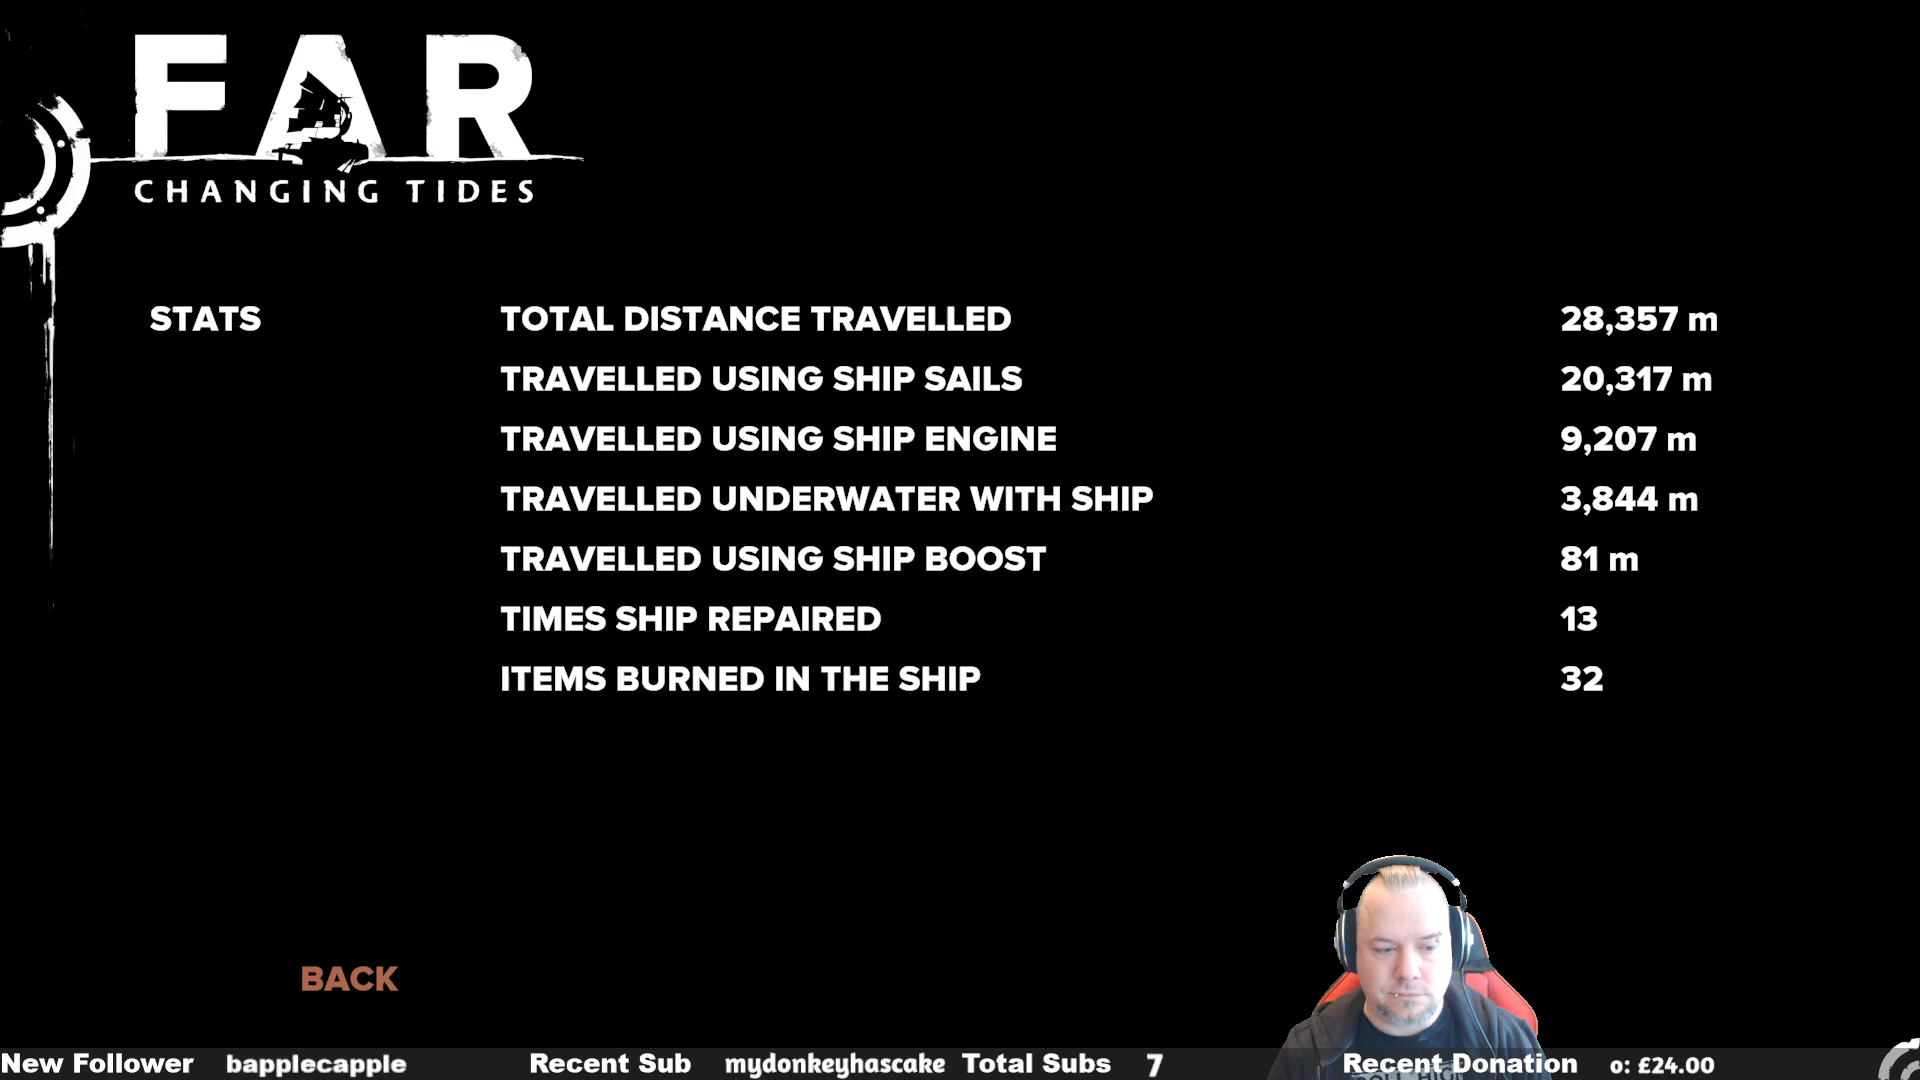 FAR
CHANGING TIDES
STATS
TOTAL DISTANCE TRAVELLED 28,357 m
TRAVELLED USING SHIP SAILS 20,317 m
TRAVELLED USING SHIP ENGINE 9,207 m
TRAVELLED UNDERWATER WITH SHIP 3,844 m
TRAVELLED USING SHIP BOOST 81 m
TIMES SHIP REPAIRED 13
ITEMS BURNED IN THE SHIP 32
BACK
New Follower bapplecapple Recent Sub mydonkeyhascake Total Subs 7 Recent Donation o: £24.00